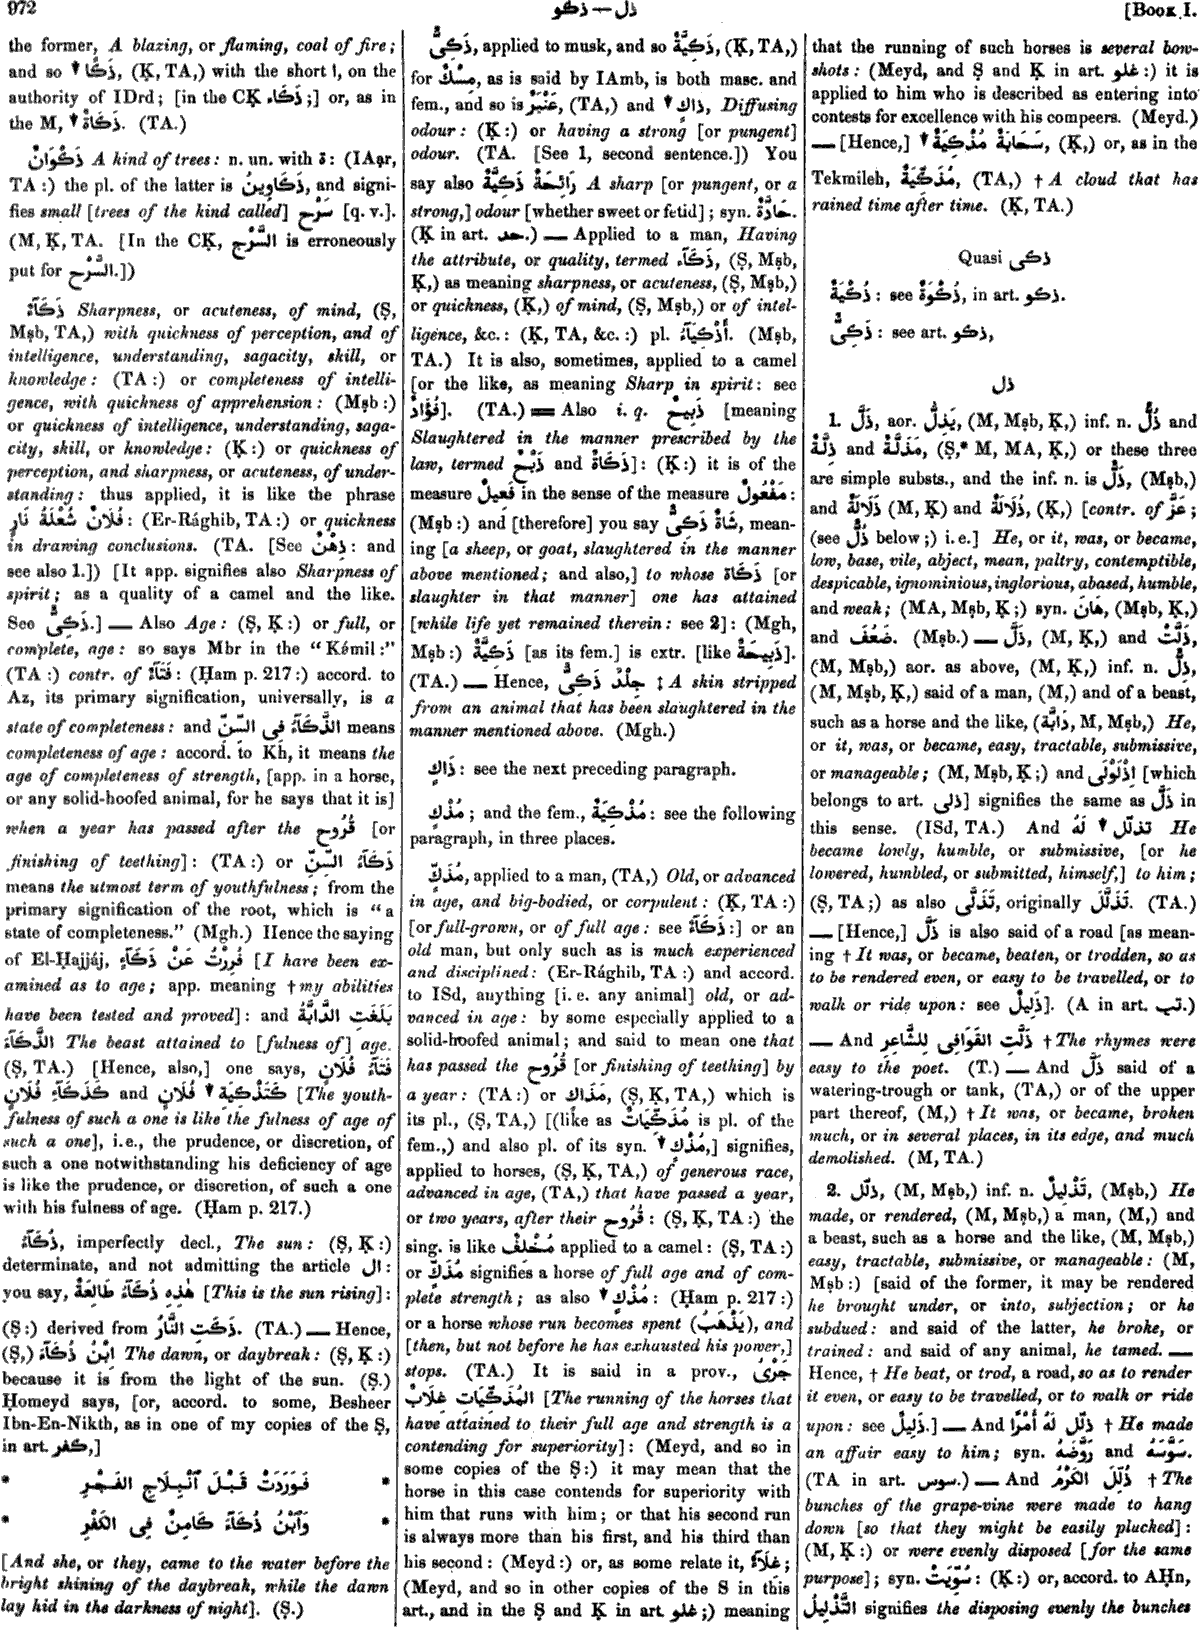 972
ذل — ذكو
[Book I.
the former, A blazing, or flaming, coal of fire;
and so ↑ ذَكًا, (Ḳ, TA,) with the short ا, on the
authority of IDrd; [in the CḲ ذَكَاء;] or, as in
the M, ↑ ذَكَاةٌ. (TA.)
ذَكْوَانٌ A kind of trees: n. un. with ة: (IAạr,
TA:) the pl. of the latter is ذَكَاوِينُ, and signi-
fies small [trees of the kind called] سَرْح [q. v.].
(M, Ḳ, TA. [In the CḲ, السَّرْج is erroneously
put for السَّرْح.])
ذَكَآءٌ Sharpness, or acuteness, of mind, (Ṣ,
Mṣb, TA,) with quickness of perception, and of
intelligence, understanding, sagacity, skill, or
knowledge: (TA:) or completeness of intelli-
gence, with quickness of apprehension: (Mṣb:)
or quickness of intelligence, understanding, saga-
city, skill, or knowledge: (Ḳ:) or quickness of
perception, and sharpness, or acuteness, of under-
standing: thus applied, it is like the phrase
فُلَانٌ شُعْلَةُ نَارٍ: (Er-Rághib, TA:) or quickness
in drawing conclusions. (TA. [See ذِهْنٌ: and
see also 1.]) [It app. signifies also Sharpness of
spirit; as a quality of a camel and the like.
See ذَكِىٌّ.] — Also Age: (Ṣ, Ḳ:) or full, or
complete, age: so says Mbr in the “Kámil:”
(TA:) contr. of فَتَآءٌ: (Ḥam p. 217:) accord. to
Az, its primary signification, universally, is a
state of completeness: and الذَّكَآءُ فِى السِّنِّ means
completeness of age: accord. to Kh, it means the
age of completeness of strength, [app. in a horse,
or any solid-hoofed animal, for he says that it is]
when a year has passed after the قُرُوح [or
finishing of teething]: (TA:) or ذَكَآءُ السِّنِّ
means the utmost term of youthfulness; from the
primary signification of the root, which is “a
state of completeness.” (Mgh.) Hence the saying
of El-Ḥajjáj, فُرِرْتُ عَنْ ذَكَآءٍ [I have been ex-
amined as to age; app. meaning † my abilities
have been tested and proved]: and بَلَغَتِ الدَّابَّةُ
الذَّكَآءَ The beast attained to [fulness of] age.
(Ṣ, TA.) [Hence, also,] one says, فَتَآءُ فُلَانٍ
كَذَكَآءِ فُلَانٍ and ↑ كَتَذْكِيَةِ فُلَانٍ [The youth-
fulness of such a one is like the fulness of age of
such a one], i.e., the prudence, or discretion, of
such a one notwithstanding his deficiency of age
is like the prudence, or discretion, of such a one
with his fulness of age. (Ḥam p. 217.)
ذُكَآءُ, imperfectly decl., The sun: (Ṣ, Ḳ:)
determinate, and not admitting the article ال:
you say, هٰذِهِ ذُكَآءُ طَالِعَةً [This is the sun rising]:
(Ṣ:) derived from ذَكَتِ النَّارُ. (TA.) — Hence,
(Ṣ,) ابْنُ ذُكَآءَ The dawn, or daybreak: (Ṣ, Ḳ:)
because it is from the light of the sun. (Ṣ.)
Ḥomeyd says, [or, accord. to some, Besheer
Ibn-En-Nikth, as in one of my copies of the Ṣ,
in art. كفر,]
* فَوَرَدَتْ قَبْلَ ٱنْبِلَاجِ الفَجْرِ *
* وَٱبْنُ ذُكَآءَ كَامِنٌ فِى الكَفْرِ *
[And she, or they, came to the water before the
bright shining of the daybreak, while the dawn
lay hid in the darkness of night]. (Ṣ.)
ذَكِىٌّ, applied to musk, and so ذَكِيَّةٌ, (Ḳ, TA,)
for مِسْكٌ, as is said by IAmb, is both masc. and
fem., and so is عَنْبَرٌ, (TA,) and ↑ ذَاكٍ, Diffusing
odour: (Ḳ:) or having a strong [or pungent]
odour. (TA. [See 1, second sentence.]) You
say also رَائِحَةٌ ذَكِيَّةٌ A sharp [or pungent, or a
strong,] odour [whether sweet or fetid]; syn. حَادَّةٌ.
(Ḳ in art. حد.) — Applied to a man, Having
the attribute, or quality, termed ذَكَآء, (Ṣ, Mṣb,
Ḳ,) as meaning sharpness, or acuteness, (Ṣ, Mṣb,)
or quickness, (Ḳ,) of mind, (Ṣ, Mṣb,) or of intel-
ligence, &c.: (Ḳ, TA, &c.:) pl. أَذْكِيَآءُ. (Mṣb,
TA.) It is also, sometimes, applied to a camel
[or the like, as meaning Sharp in spirit: see
فُؤَادٌ]. (TA.) = Also i. q. ذَبِيحٌ [meaning
Slaughtered in the manner prescribed by the
law, termed ذَبْحٌ and ذَكَاةٌ]: (Ḳ:) it is of the
measure فَعِيلٌ in the sense of the measure مَفْعُولٌ:
(Mṣb:) and [therefore] you say شَاةٌ ذَكِىٌّ, mean-
ing [a sheep, or goat, slaughtered in the manner
above mentioned; and also,] to whose ذَكَاة [or
slaughter in that manner] one has attained
[while life yet remained therein: see 2]: (Mgh,
Mṣb:) ذَكِيَّةٌ [as its fem.] is extr. [like ذَبِيحَةٌ].
(TA.) — Hence, جِلْدٌ ذَكِىٌّ ‡ A skin stripped
from an animal that has been slaughtered in the
manner mentioned above. (Mgh.)
ذَاكٍ: see the next preceding paragraph.
مُذْكٍ; and the fem., مُذْكِيَةٌ: see the following
paragraph, in three places.
مُذَكٍّ, applied to a man, (TA,) Old, or advanced
in age, and big-bodied, or corpulent: (Ḳ, TA:)
[or full-grown, or of full age: see ذَكَآءٌ:] or an
old man, but only such as is much experienced
and disciplined: (Er-Rághib, TA:) and accord.
to ISd, anything [i. e. any animal] old, or ad-
vanced in age: by some especially applied to a
solid-hoofed animal; and said to mean one that
has passed the قُرُوح [or finishing of teething] by
a year: (TA:) or مَذَاكٍ, (Ṣ, Ḳ, TA,) which is
its pl., (Ṣ, TA,) [(like as مُذَكِّيَاتٌ is pl. of the
fem.,) and also pl. of its syn. ↑ مُذْكٍ,] signifies,
applied to horses, (Ṣ, Ḳ, TA,) of generous race,
advanced in age, (TA,) that have passed a year,
or two years, after their قُرُوح: (Ṣ, Ḳ, TA:) the
sing. is like مُخْلِفٌ applied to a camel: (Ṣ, TA:)
or مُذَكٍّ signifies a horse of full age and of com-
plete strength; as also ↑ مُذْكٍ: (Ḥam p. 217:)
or a horse whose run becomes spent (يَذْهَبُ), and
[then, but not before he has exhausted his power,]
stops. (TA.) It is said in a prov., جَرْىُ
المُذَكِّيَاتِ غِلَابٌ [The running of the horses that
have attained to their full age and strength is a
contending for superiority]: (Meyd, and so in
some copies of the Ṣ:) it may mean that the
horse in this case contends for superiority with
him that runs with him; or that his second run
is always more than his first, and his third than
his second: (Meyd:) or, as some relate it, غِلَآءٌ;
(Meyd, and so in other copies of the S in this
art., and in the Ṣ and Ḳ in art. غلو;) meaning
that the running of such horses is several bow-
shots: (Meyd, and Ṣ and Ḳ in art. غلو:) it is
applied to him who is described as entering into
contests for excellence with his compeers. (Meyd.)
— [Hence,] ↑ سَحَابَةٌ مُذْكِيَةٌ, (Ḳ,) or, as in the
Tekmileh, مُذَكِّيَةٌ, (TA,) † A cloud that has
rained time after time. (Ḳ, TA.)
Quasi ذكى
ذُكْيَةٌ: see ذُكْوَةٌ, in art. ذكو.
ذَكِىٌّ: see art. ذكو,
ذل
1. ذَلَّ, aor. يَذِلُّ, (M, Mṣb, Ḳ,) inf. n. ذُلٌّ and
ذِلَّةٌ and مَذَلَّةٌ, (Ṣ,* M, MA, Ḳ,) or these three
are simple substs., and the inf. n. is ذَلٌّ, (Mṣb,)
and ذَلَالَةٌ (M, Ḳ) and ذُلَالَةٌ, (Ḳ,) [contr. of عَزَّ;
(see ذُلٌّ below;) i. e.] He, or it, was, or became,
low, base, vile, abject, mean, paltry, contemptible,
despicable, ignominious, inglorious, abased, humble,
and weak; (MA, Mṣb, Ḳ;) syn. هَانَ, (Mṣb, Ḳ,)
and ضَعُفَ. (Mṣb.) — ذَلَّ, (M, Ḳ,) and ذَلَّتْ,
(M, Mṣb,) aor. as above, (M, Ḳ,) inf. n. ذِلٌّ,
(M, Mṣb, Ḳ,) said of a man, (M,) and of a beast,
such as a horse and the like, (دَابَّة, M, Mṣb,) He,
or it, was, or became, easy, tractable, submissive,
or manageable; (M, Mṣb, Ḳ;) and اِذْلَوْلَى [which
belongs to art. ذلى] signifies the same as ذَلَّ in
this sense. (ISd, TA.) And ↑ تذلّل لَهُ He
became lowly, humble, or submissive, [or he
lowered, humbled, or submitted, himself,] to him;
(Ṣ, TA;) as also تَذَلَّى, originally تَذَلَّلَ. (TA.)
— [Hence,] ذَلَّ is also said of a road [as mean-
ing † It was, or became, beaten, or trodden, so as
to be rendered even, or easy to be travelled, or to
walk or ride upon: see ذَلِيلٌ]. (A in art. تب.)
— And ذَلَّتِ القَوَافِى لِلشَّاعِرِ † The rhymes were
easy to the poet. (T.) — And ذَلَّ said of a
watering-trough or tank, (TA,) or of the upper
part thereof, (M,) † It was, or became, broken
much, or in several places, in its edge, and much
demolished. (M, TA.)
2. ذلّل, (M, Mṣb,) inf. n. تَذْلِيلٌ, (Mṣb,) He
made, or rendered, (M, Mṣb,) a man, (M,) and
a beast, such as a horse and the like, (M, Mṣb,)
easy, tractable, submissive, or manageable: (M,
Mṣb:) [said of the former, it may be rendered
he brought under, or into, subjection; or he
subdued: and said of the latter, he broke, or
trained: and said of any animal, he tamed. —
Hence, † He beat, or trod, a road, so as to render
it even, or easy to be travelled, or to walk or ride
upon: see ذَلِيلٌ.] — And ذلّل لَهُ أَمْرًا † He made
an affair easy to him; syn. رَوَّضَهُ and سَوَّسَهُ.
(TA in art. سوس.) — And ذُلِّلَ الكَرْمُ † The
bunches of the grape-vine were made to hang
down [so that they might be easily plucked]:
(M, Ḳ:) or were evenly disposed [for the same
purpose]; syn. سُوِّيَتْ: (Ḳ:) or, accord. to AḤn,
التَّذْلِيلُ signifies the disposing evenly the bunches